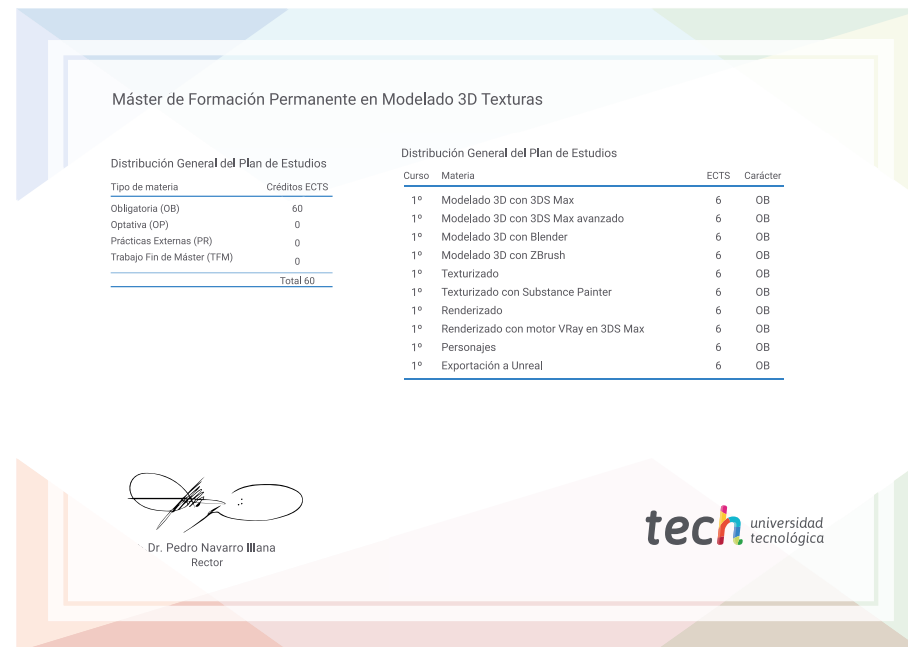 Máster de Formación Permanente en Modelado 3D Texturas
Distribución General del Plan de Estudios
Tipo de materia Créditos ECTS
Obligatoria (OB) 60
Optativa (OP) 0
Prácticas Externas (PR) 0
Trabajo Fin de Máster (TFM) 0
Total 60
Distribución General del Plan de Estudios
Curso Materia ECTS Carácter
1º Modelado 3D con 3DS Max 6 OB
1º Modelado 3D con 3DS Max avanzado 6 OB
1º Modelado 3D con Blender 6 OB
1º Modelado 3D con ZBrush 6 OB
1º Texturizado 6 OB
1º Texturizado con Substance Painter 6 OB
1º Renderizado 6 OB
1º Renderizado con motor VRay en 3DS Max 6 OB
1º Personajes 6 OB
1º Exportación a Unreal 6 OB
Dr. Pedro Navarro Illana
Rector
tech universidad
tecnológica